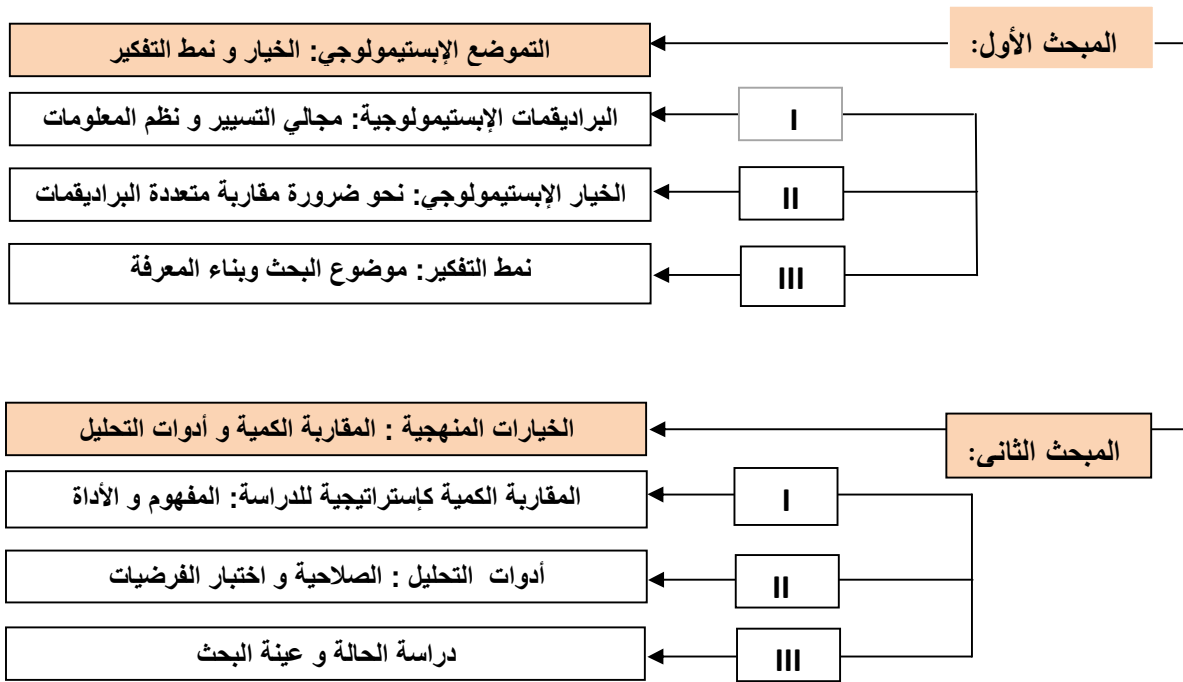 المبحث الأول:
التموضع الإبستيمولوجي: الخيار و نمط التفكير
I
البراديقمات الإبستيمولوجية: مجالي التسيير و نظم المعلومات
II
الخيار الإبستيمولوجي: نحو ضرورة مقاربة متعددة البراديقمات
III
نمط التفكير: موضوع البحث وبناء المعرفة
المبحث الثانى:
الخيارات المنهجية : المقاربة الكمية و أدوات التحليل
I
المقاربة الكمية كإستراتيجية للدراسة: المفهوم و الأداة
II
أدوات التحليل : الصلاحية و اختبار الفرضيات
III
دراسة الحالة و عينة البحث